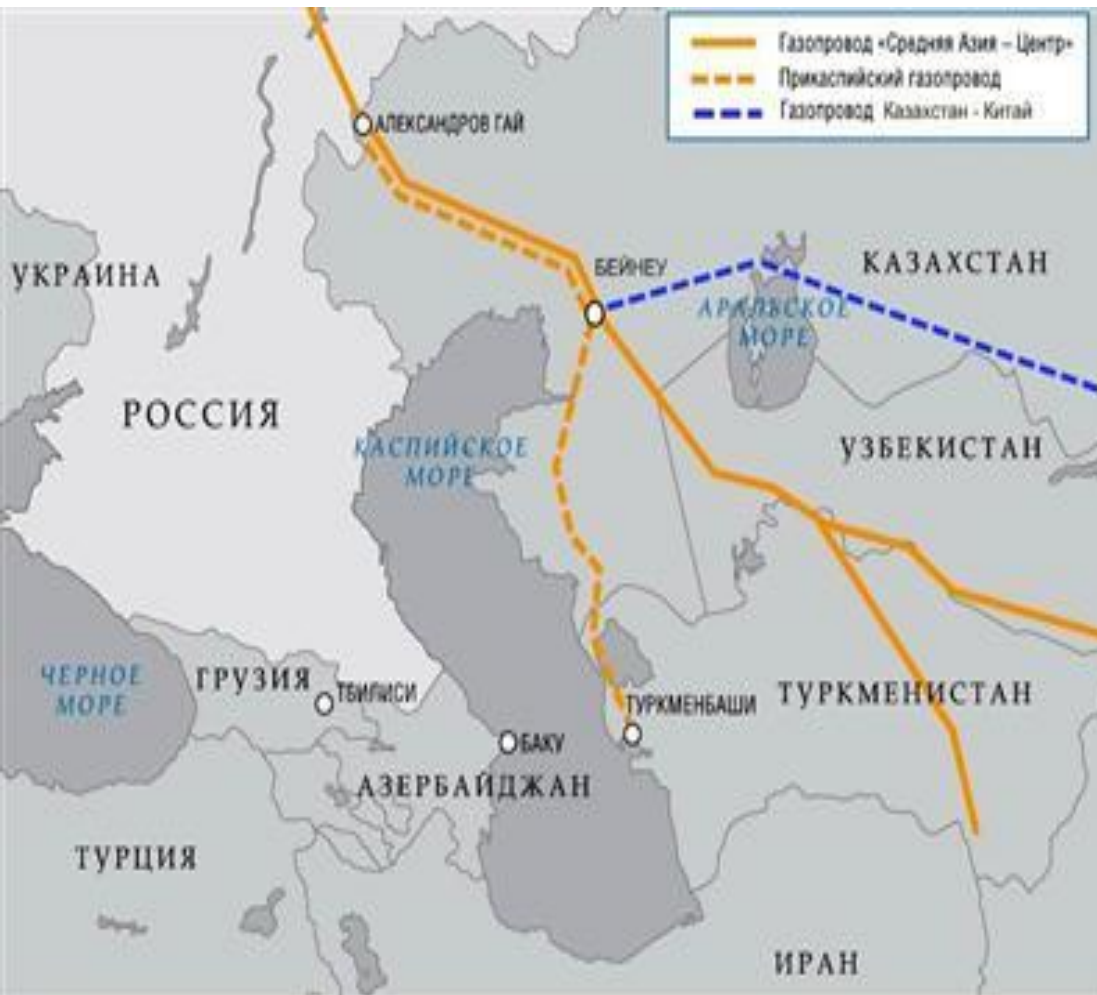 Газопровод «Средняя Азия – Центр»
Прикаспийский газопровод
Газопровод Казахстан - Китай
АЛЕКСАНДРОВ ГАЙ
УКРАИНА
БЕЙНЕУ
КАЗАХСТАН
АРАЛЬСКОЕ
МОРЕ
РОССИЯ
КАСПИЙСКОЕ
МОРЕ
УЗБЕКИСТАН
ЧЕРНОЕ
МОРЕ
ГРУЗИЯ
ТБИЛИСИ
ТУРКМЕНБАШИ
ТУРКМЕНИСТАН
БАКУ
АЗЕРБАЙДЖАН
ТУРЦИЯ
ИРАН